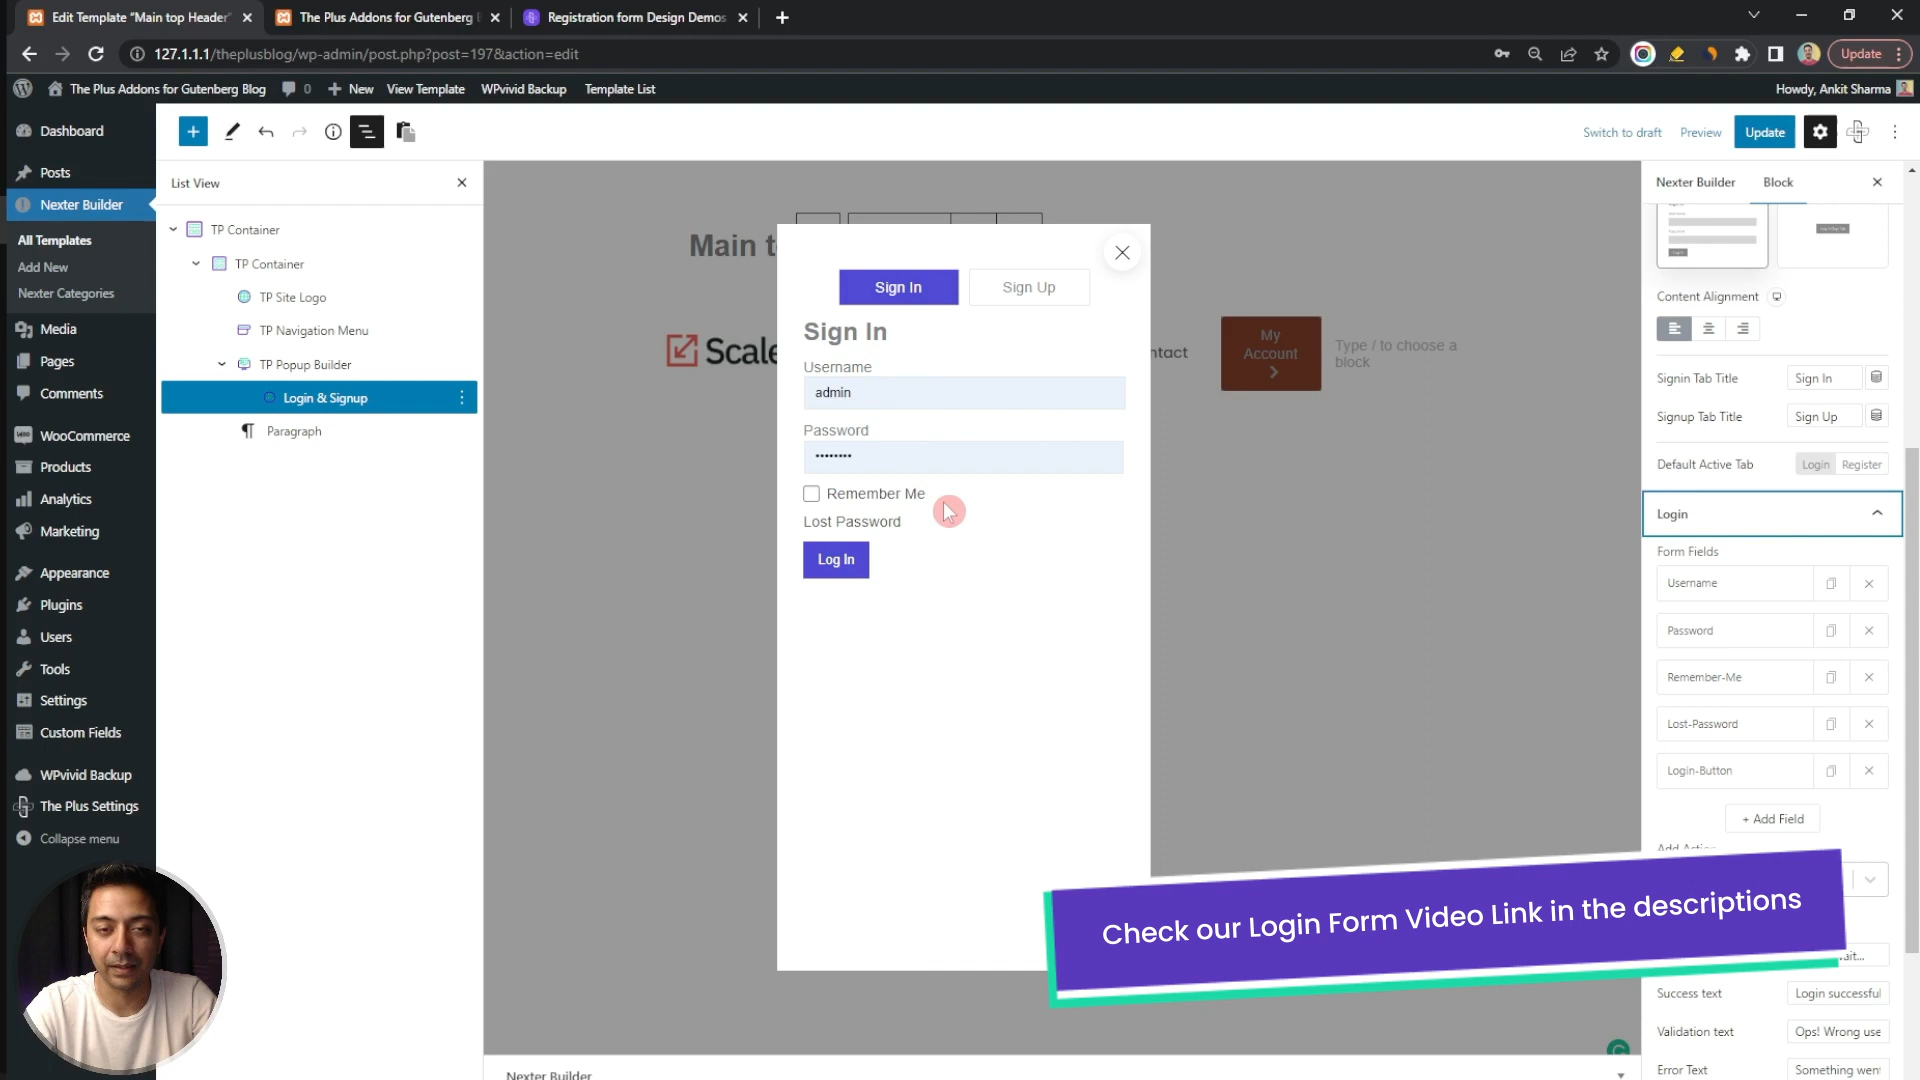 Edit Template “Main top Header”
The Plus Addons for Gutenberg
Registration form Design Demos
127.1.1.1/theplusblog/wp-admin/post.php?post=197&action=edit
Update
The Plus Addons for Gutenberg Blog
0
New
View Template
WPvivid Backup
Template List
Howdy, Ankit Sharma
Dashboard
Posts
Nexter Builder
All Templates
Add New
Nexter Categories
Media
Pages
Comments
WooCommerce
Products
Analytics
Marketing
Appearance
Plugins
Users
Tools
Settings
Custom Fields
WPvivid Backup
The Plus Settings
Collapse menu
Switch to draft
Preview
Update
List View
TP Container
TP Container
TP Site Logo
TP Navigation Menu
TP Popup Builder
Login & Signup
Paragraph
Main t
Scale
ntact
My
Account
Type / to choose a
block
Sign In
Sign Up
Sign In
Username
admin
Password
••••••••
Remember Me
Lost Password
Log In
Nexter Builder
Nexter Builder
Block
Content Alignment
Signin Tab Title
Sign In
Signup Tab Title
Sign Up
Default Active Tab
Login
Register
Login
Form Fields
Username
Password
Remember-Me
Lost-Password
Login-Button
+ Add Field
Add Action
Check our Login Form Video Link in the descriptions
ait...
Success text
Login successful
Validation text
Ops! Wrong use
Error Text
Something went